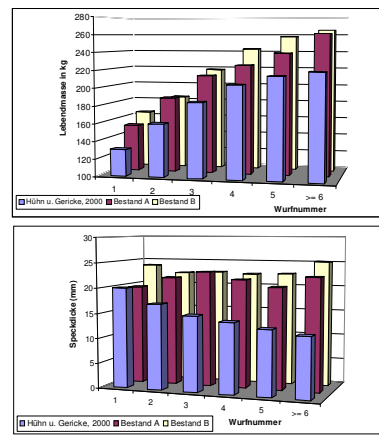 280
260
240
220
200
180
160
140
120
100
Lebendmasse in kg
1 2 3 4 5 >= 6
Hühn u. Gericke, 2000 Bestand A Bestand B
Wurfnummer
30
25
20
15
10
5
0
Speckdicke (mm)
1 2 3 4 5 >= 6
Hühn u. Gericke, 2000 Bestand A Bestand B
Wurfnummer